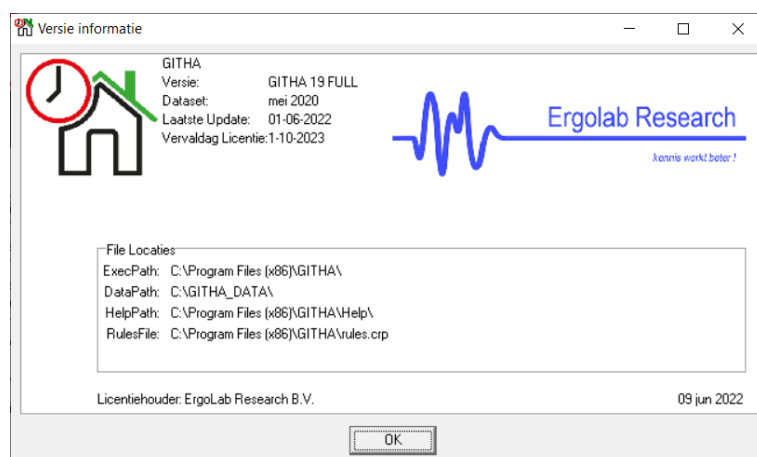 Versie informatie
GITHA
Versie: GITHA 19 FULL
Dataset: mei 2020
Laatste Update: 01-06-2022
Vervaldag Licentie:1-10-2023
Ergolab Research
kennis werkt beter !
File Locaties
ExecPath: C:\Program Files (x86)\GITHA\
DataPath: C:\GITHA_DATA\
HelpPath: C:\Program Files (x86)\GITHA\Help\
RulesFile: C:\Program Files (x86)\GITHA\rules.crp
Licentiehouder: ErgoLab Research B.V. 09 jun 2022
OK